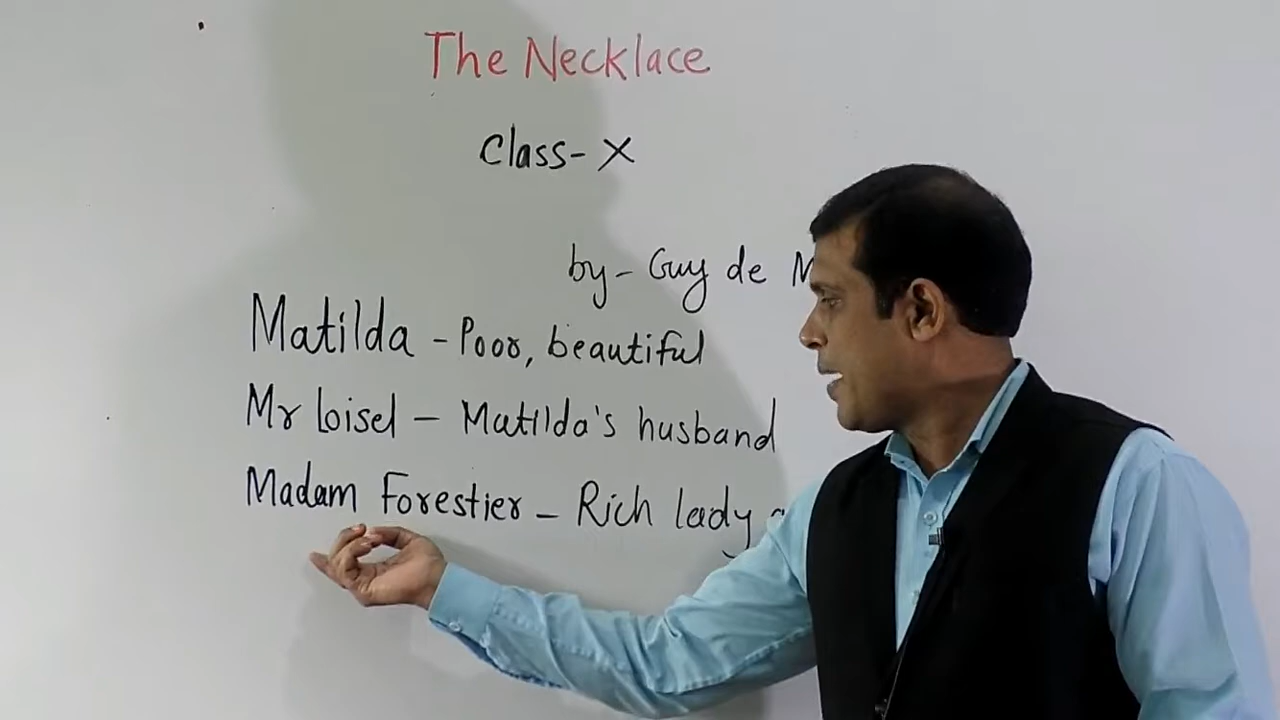 The Necklace
Class- X
by- Guy de
Matilda - Poor, beautiful
Mr Loisel - Matilda's husband
Madam Forestier - Rich lady